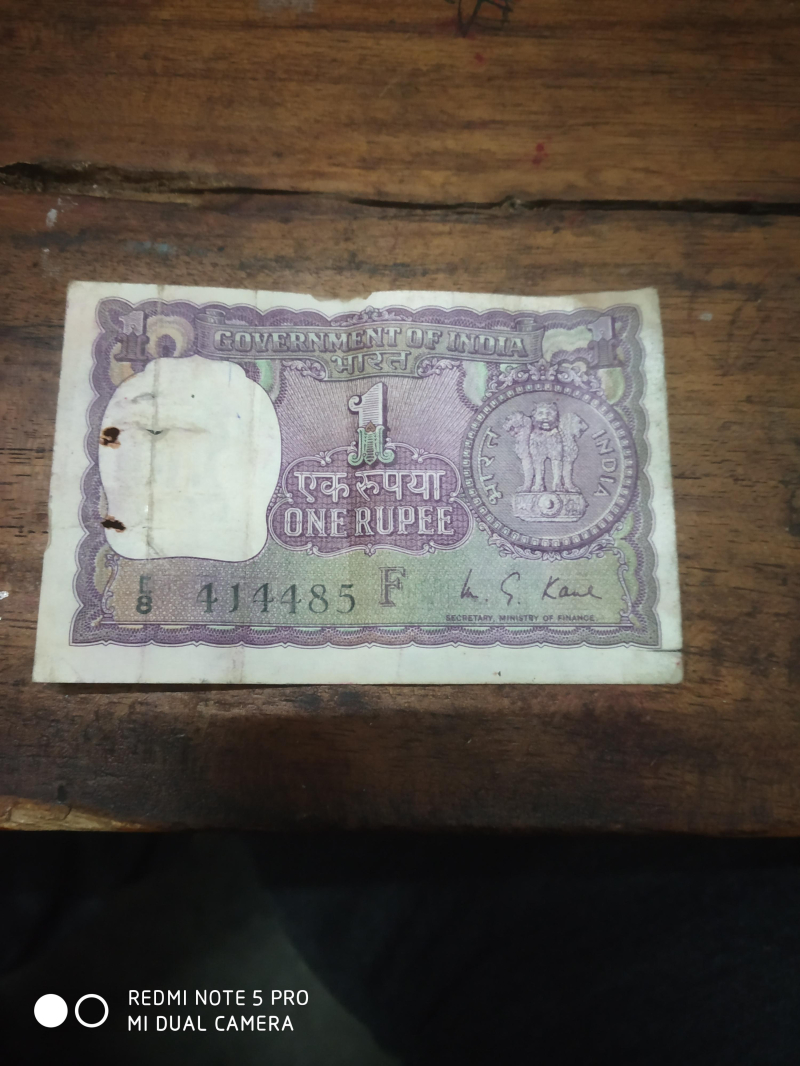 1 GOVERNMENT OF INDIA 1
भारत
1
एक रुपया
ONE RUPEE
भारत INDIA
8 414485 F M. G. Kaul
SECRETARY, MINISTRY OF FINANCE.
REDMI NOTE 5 PRO
MI DUAL CAMERA